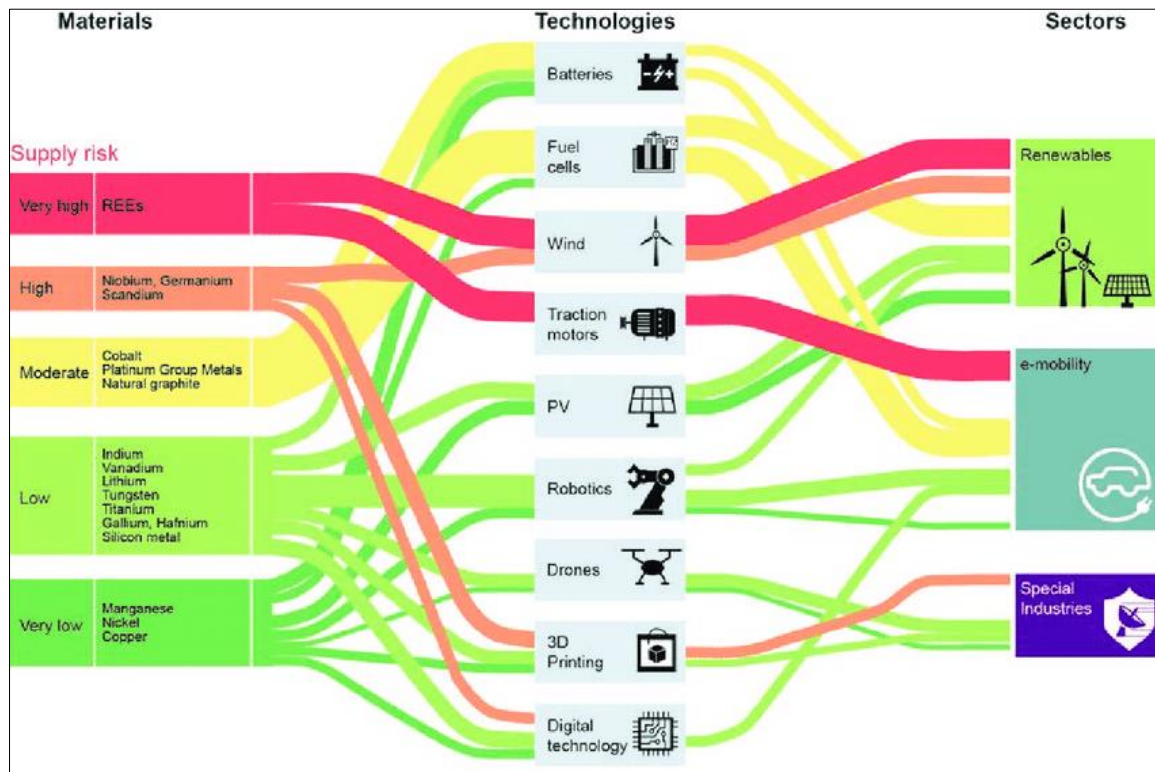 Materials
Technologies
Sectors
Supply risk
Very high
REEs
High
Niobium, Germanium
Scandium
Moderate
Cobalt
Platinum Group Metals
Natural graphite
Low
Indium
Vanadium
Lithium
Tungsten
Titanium
Gallium, Hafnium
Silicon metal
Very low
Manganese
Nickel
Copper
Batteries
Fuel
cells
Wind
Traction
motors
PV
Robotics
Drones
3D
Printing
Digital
technology
Renewables
e-mobility
Special
Industries